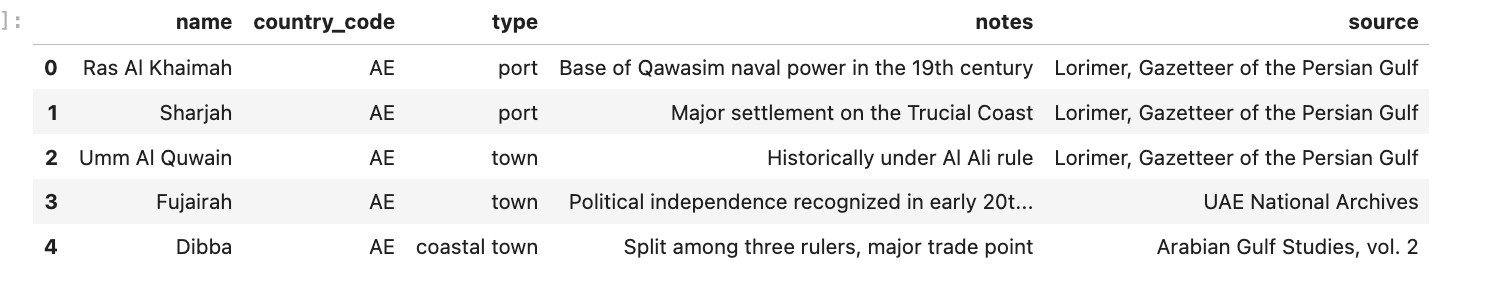 ]:
name country_code type notes source
0 Ras Al Khaimah AE port Base of Qawasim naval power in the 19th century Lorimer, Gazetteer of the Persian Gulf
1 Sharjah AE port Major settlement on the Trucial Coast Lorimer, Gazetteer of the Persian Gulf
2 Umm Al Quwain AE town Historically under Al Ali rule Lorimer, Gazetteer of the Persian Gulf
3 Fujairah AE town Political independence recognized in early 20t... UAE National Archives
4 Dibba AE coastal town Split among three rulers, major trade point Arabian Gulf Studies, vol. 2